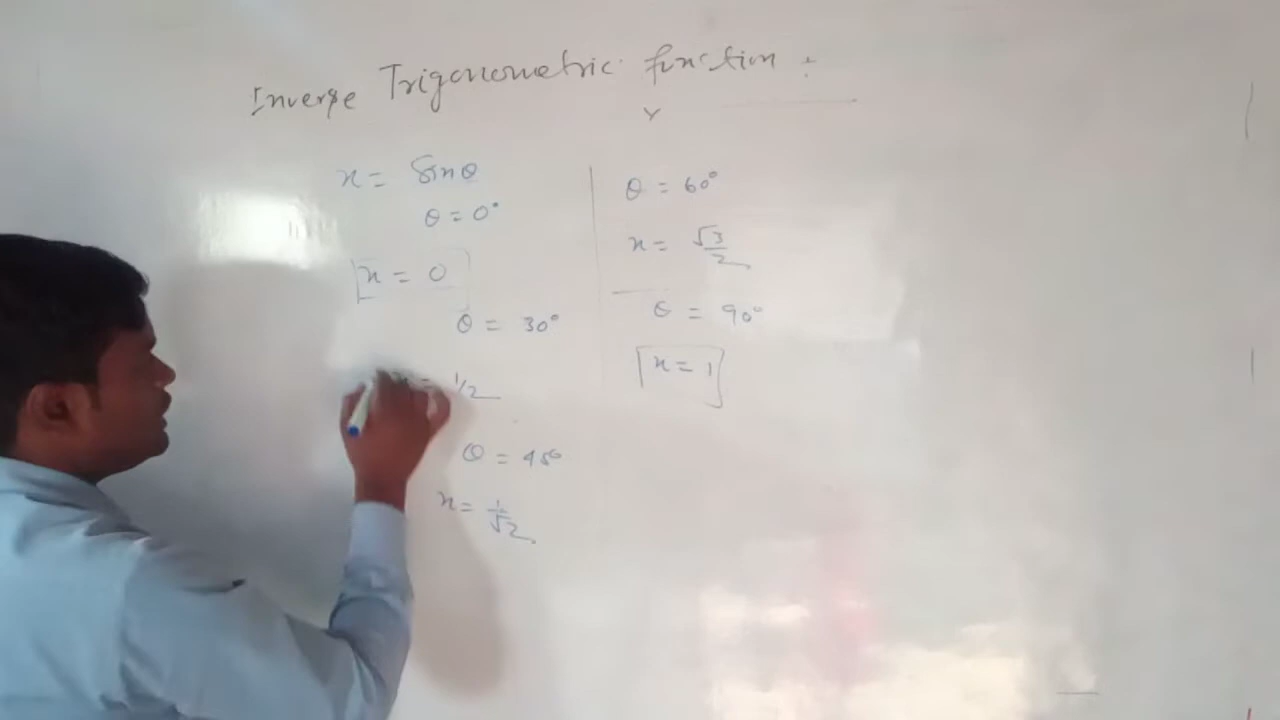 Inverse Trigonometric function :
x = Sinθ
θ = 0°
x = 0
θ = 30°
x = 1/2
θ = 45°
x = 1/√2
θ = 60°
x = √3/2
θ = 90°
x = 1